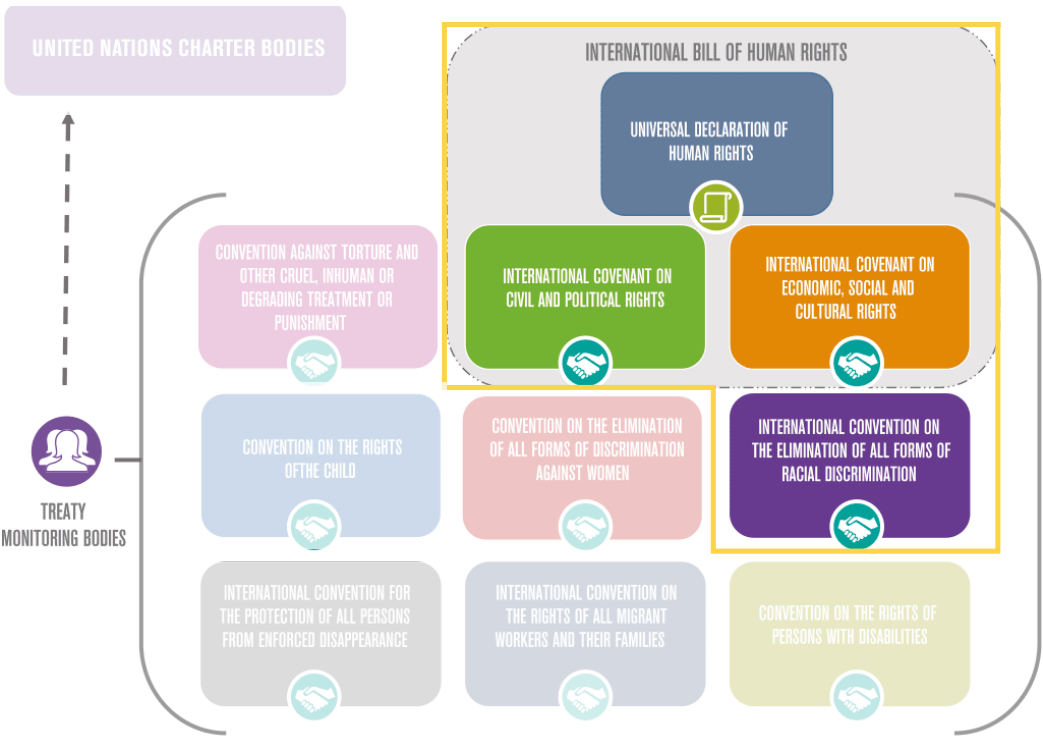 UNITED NATIONS CHARTER BODIES
INTERNATIONAL BILL OF HUMAN RIGHTS
UNIVERSAL DECLARATION OF
HUMAN RIGHTS
CONVENTION AGAINST TORTURE AND
OTHER CRUEL, INHUMAN OR
DEGRADING TREATMENT OR
PUNISHMENT
INTERNATIONAL COVENANT ON
CIVIL AND POLITICAL RIGHTS
INTERNATIONAL COVENANT ON
ECONOMIC, SOCIAL AND
CULTURAL RIGHTS
CONVENTION ON THE RIGHTS
OFTHE CHILD
CONVENTION ON THE ELIMINATION
OF ALL FORMS OF DISCRIMINATION
AGAINST WOMEN
INTERNATIONAL CONVENTION ON
THE ELIMINATION OF ALL FORMS OF
RACIAL DISCRIMINATION
TREATY
MONITORING BODIES
INTERNATIONAL CONVENTION FOR
THE PROTECTION OF ALL PERSONS
FROM ENFORCED DISAPPEARANCE
INTERNATIONAL CONVENTION ON
THE RIGHTS OF ALL MIGRANT
WORKERS AND THEIR FAMILIES
CONVENTION ON THE RIGHTS OF
PERSONS WITH DISABILITIES